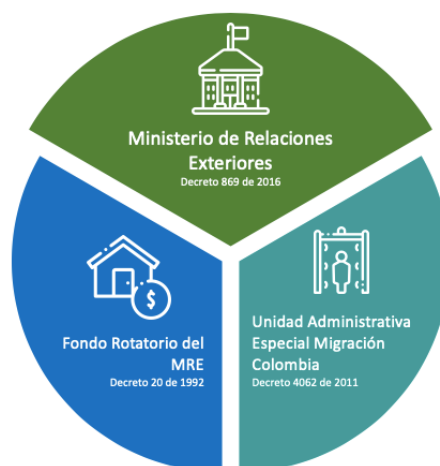 Ministerio de Relaciones
Exteriores
Decreto 869 de 2016
$
Fondo Rotatorio del
MRE
Decreto 20 de 1992
Unidad Administrativa
Especial Migración
Colombia
Decreto 4062 de 2011